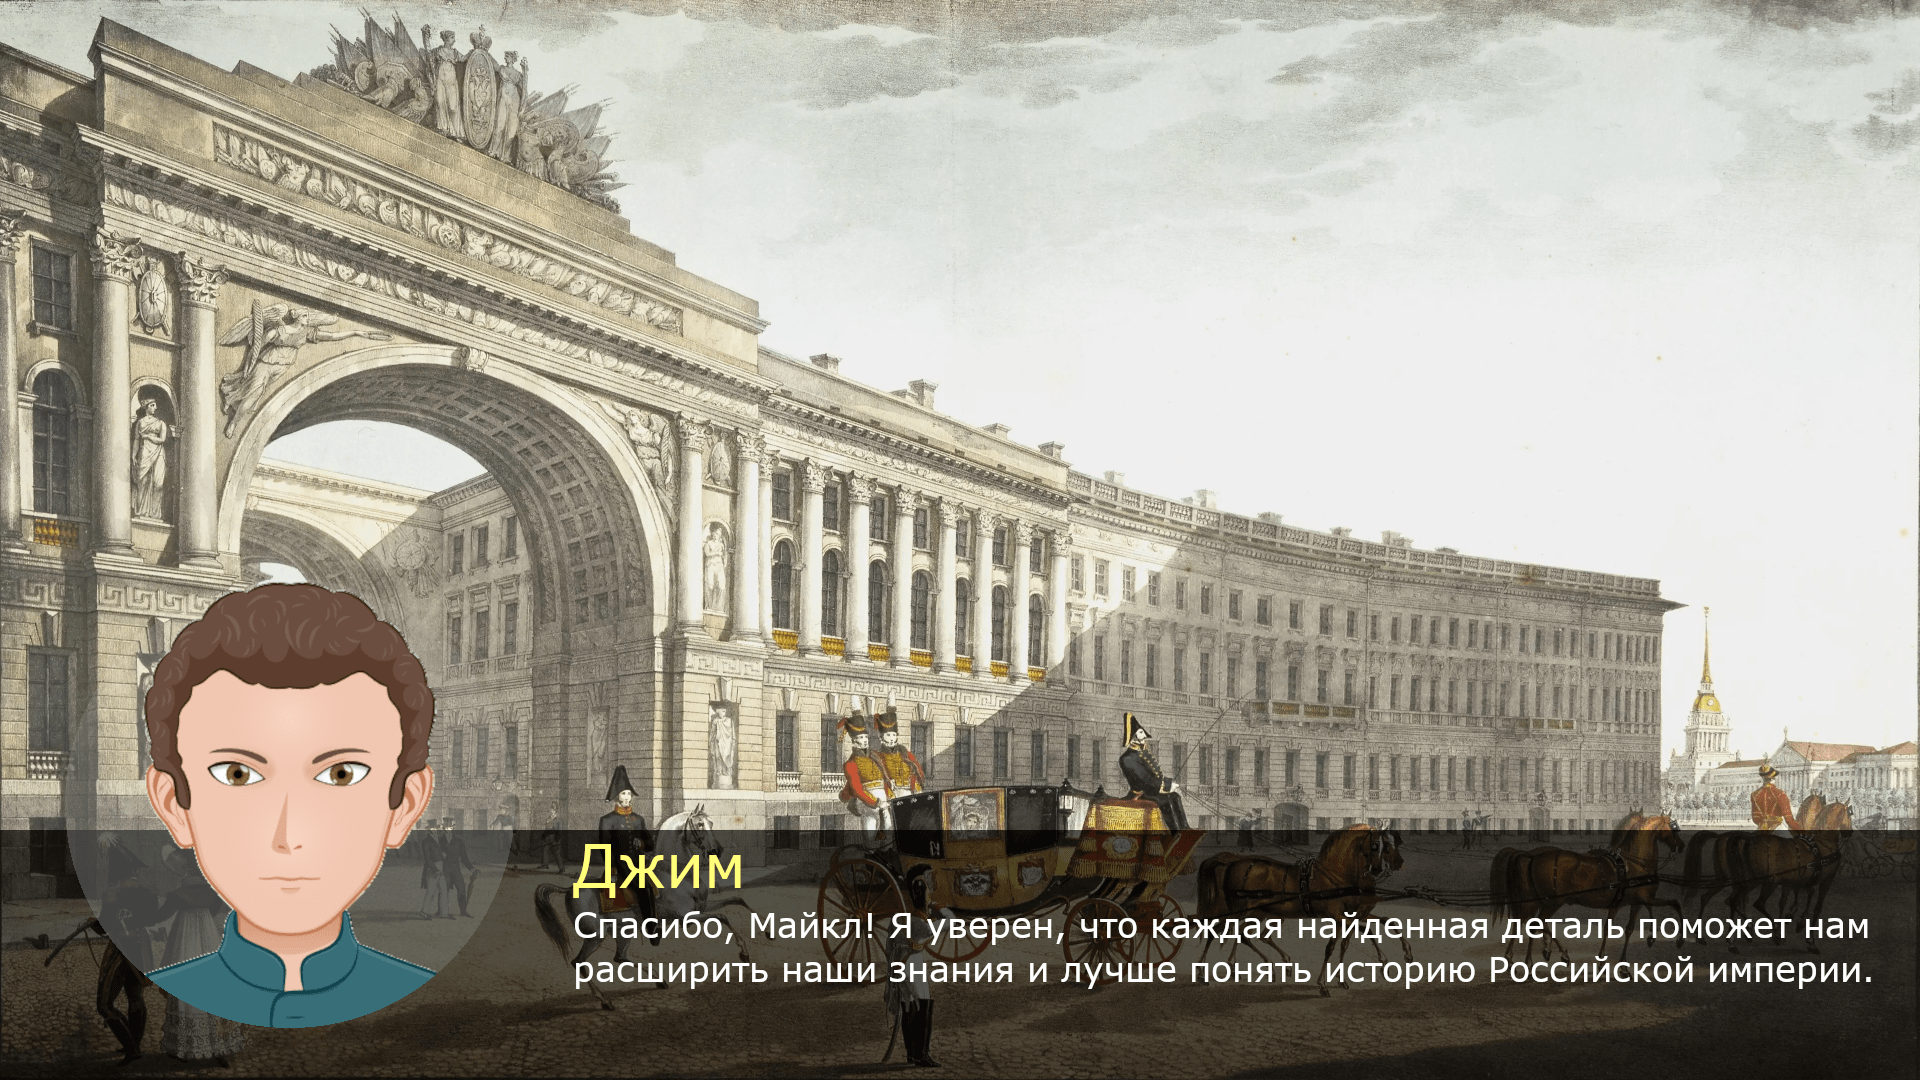 Джим
Спасибо, Майкл! Я уверен, что каждая найденная деталь поможет нам
расширить наши знания и лучше понять историю Российской империи.